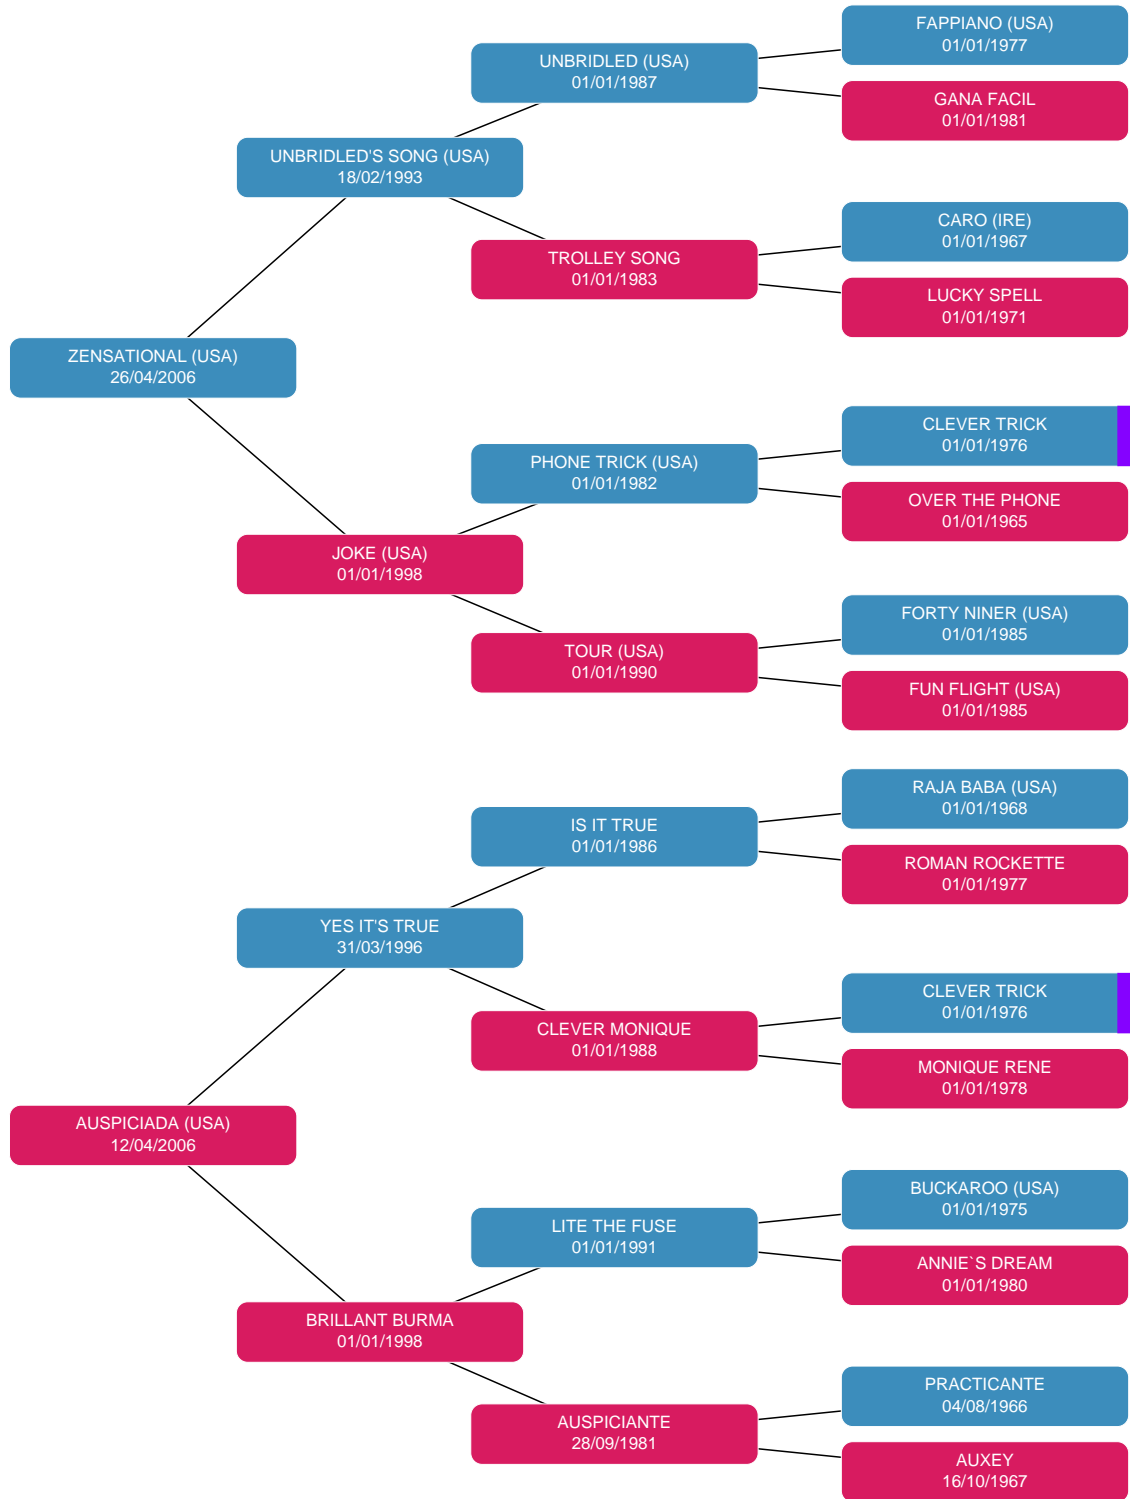 FAPPIANO (USA)
01/01/1977
UNBRIDLED (USA)
01/01/1987
GANA FACIL
01/01/1981
UNBRIDLED'S SONG (USA)
18/02/1993
CARO (IRE)
01/01/1967
TROLLEY SONG
01/01/1983
LUCKY SPELL
01/01/1971
ZENSATIONAL (USA)
26/04/2006
CLEVER TRICK
01/01/1976
PHONE TRICK (USA)
01/01/1982
OVER THE PHONE
01/01/1965
JOKE (USA)
01/01/1998
FORTY NINER (USA)
01/01/1985
TOUR (USA)
01/01/1990
FUN FLIGHT (USA)
01/01/1985
RAJA BABA (USA)
01/01/1968
IS IT TRUE
01/01/1986
ROMAN ROCKETTE
01/01/1977
YES IT'S TRUE
31/03/1996
CLEVER TRICK
01/01/1976
CLEVER MONIQUE
01/01/1988
MONIQUE RENE
01/01/1978
AUSPICIADA (USA)
12/04/2006
BUCKAROO (USA)
01/01/1975
LITE THE FUSE
01/01/1991
ANNIE`S DREAM
01/01/1980
BRILLANT BURMA
01/01/1998
PRACTICANTE
04/08/1966
AUSPICIANTE
28/09/1981
AUXEY
16/10/1967